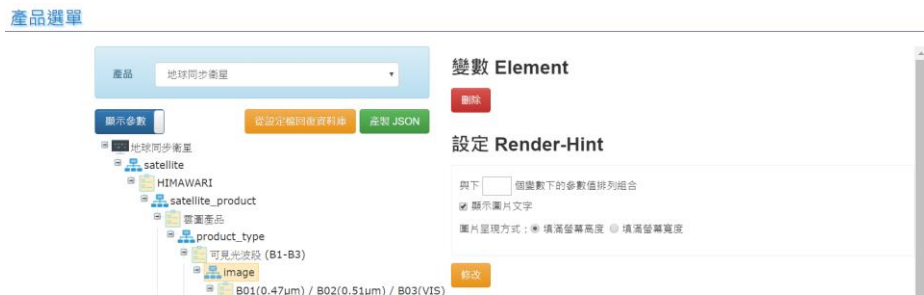 產品選單
產品 地球同步衛星
顯示參數 從設定檔回復資料庫 產製 JSON
地球同步衛星
satellite
HIMAWARI
satellite_product
雲圖產品
product_type
可見光波段 (B1-B3)
image
B01(0.47μm) / B02(0.51μm) / B03(VIS)
變數 Element
刪除
設定 Render-Hint
與下 個變數下的參數值排列組合
顯示圖片文字
圖片呈現方式：填滿螢幕高度 填滿螢幕寬度
修改